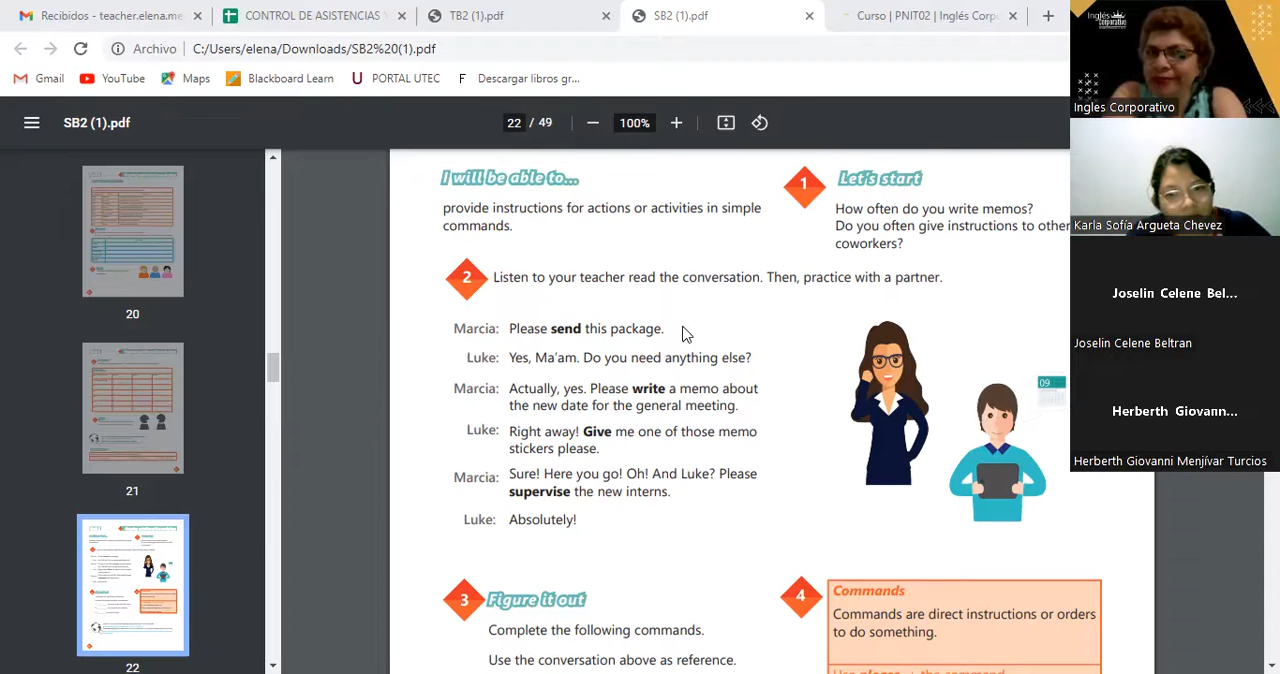 Recibidos - teacher.elena.me
CONTROL DE ASISTENCIAS Y
TB2 (1).pdf
SB2 (1).pdf
Curso | PNIT02 | Inglés Corpo
Archivo
C:/Users/elena/Downloads/SB2%20(1).pdf
Gmail
YouTube
Maps
Blackboard Learn
PORTAL UTEC
Descargar libros gr...
SB2 (1).pdf
22 / 49
100%
20
21
22
I will be able to...
provide instructions for actions or activities in simple
commands.
1
Let's start
How often do you write memos?
Do you often give instructions to other
coworkers?
2
Listen to your teacher read the conversation. Then, practice with a partner.
Marcia: Please send this package.
Luke: Yes, Ma'am. Do you need anything else?
Marcia: Actually, yes. Please write a memo about
the new date for the general meeting.
Luke: Right away! Give me one of those memo
stickers please.
Marcia: Sure! Here you go! Oh! And Luke? Please
supervise the new interns.
Luke: Absolutely!
09
3
Figure it out
Complete the following commands.
Use the conversation above as reference.
4
Commands
Commands are direct instructions or orders
to do something.
Use please + the command
Inglés
Corporativo
Ingles Corporativo
Karla Sofía Argueta Chevez
Joselin Celene Bel...
Joselin Celene Beltran
Herberth Giovann...
Herberth Giovanni Menjívar Turcios